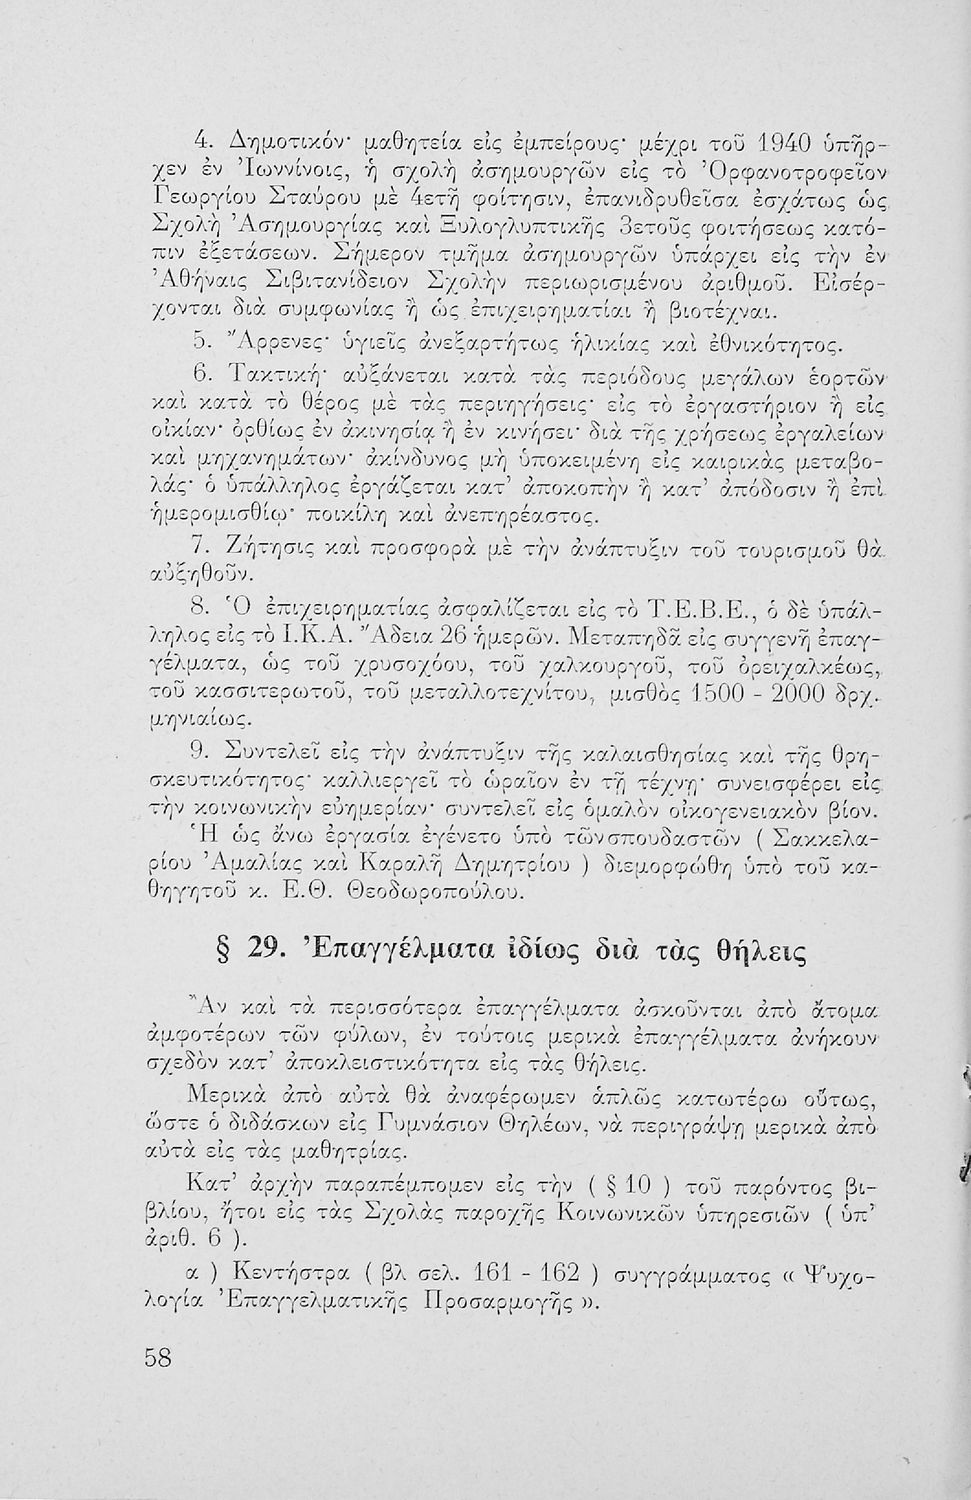 4. Δημοτικόν· μαθητεία εἰς ἐμπείρους· μέχρι τοῦ 1940 ὑπῆρ-
χεν ἐν Ἰωννίνοις, ἡ σχολὴ ἀσημουργῶν εἰς τὸ Ὀρφανοτροφεῖον
Γεωργίου Σταύρου μὲ 4ετῆ φοίτησιν, ἐπανιδρυθεῖσα ἐσχάτως ὡς
Σχολὴ Ἀσημουργίας καὶ Ξυλογλυπτικῆς 3ετοῦς φοιτήσεως κατό-
πιν ἐξετάσεων. Σήμερον τμῆμα ἀσημουργῶν ὑπάρχει εἰς τὴν ἐν
Ἀθήναις Σιβιτανίδειον Σχολὴν περιωρισμένου ἀριθμοῦ. Εἰσέρ-
χονται διὰ συμφωνίας ἢ ὡς ἐπιχειρηματίαι ἢ βιοτέχναι.
5. Ἄρρενες· ὑγιεῖς ἀνεξαρτήτως ἡλικίας καὶ ἐθνικότητος.
6. Τακτική· αὐξάνεται κατὰ τὰς περιόδους μεγάλων ἑορτῶν
καὶ κατὰ τὸ θέρος μὲ τὰς περιηγήσεις· εἰς τὸ ἐργαστήριον ἢ εἰς
οἰκίαν· ὀρθίως ἐν ἀκινησίᾳ ἢ ἐν κινήσει· διὰ τῆς χρήσεως ἐργαλείων
καὶ μηχανημάτων· ἀκίνδυνος μὴ ὑποκειμένη εἰς καιρικὰς μεταβο-
λάς· ὁ ὑπάλληλος ἐργάζεται κατ’ ἀποκοπὴν ἢ κατ’ ἀπόδοσιν ἢ ἐπὶ
ἡμερομισθίῳ· ποικίλη καὶ ἀνεπηρέαστος.
7. Ζήτησις καὶ προσφορὰ μὲ τὴν ἀνάπτυξιν τοῦ τουρισμοῦ θὰ
αὐξηθοῦν.
8. Ὁ ἐπιχειρηματίας ἀσφαλίζεται εἰς τὸ Τ.Ε.Β.Ε., ὁ δὲ ὑπάλ-
ληλος εἰς τὸ Ι.Κ.Α. Ἄδεια 26 ἡμερῶν. Μεταπηδᾶ εἰς συγγενῆ ἐπαγ-
γέλματα, ὡς τοῦ χρυσοχόου, τοῦ χαλκουργοῦ, τοῦ ὀρειχαλκέως,
τοῦ κασσιτερωτοῦ, τοῦ μεταλλοτεχνίτου, μισθὸς 1500 - 2000 δρχ.
μηνιαίως.
9. Συντελεῖ εἰς τὴν ἀνάπτυξιν τῆς καλαισθησίας καὶ τῆς θρη-
σκευτικότητος· καλλιεργεῖ τὸ ὡραῖον ἐν τῇ τέχνῃ· συνεισφέρει εἰς
τὴν κοινωνικὴν εὐημερίαν· συντελεῖ εἰς ὁμαλὸν οἰκογενειακὸν βίον.
Ἡ ὡς ἄνω ἐργασία ἐγένετο ὑπὸ τῶνσπουδαστῶν ( Σακκελα-
ρίου Ἀμαλίας καὶ Καραλῆ Δημητρίου ) διεμορφώθη ὑπὸ τοῦ κα-
θηγητοῦ κ. Ε.Θ. Θεοδωροπούλου.
§ 29. Ἐπαγγέλματα ἰδίως διὰ τὰς θήλεις
Ἂν καὶ τὰ περισσότερα ἐπαγγέλματα ἀσκοῦνται ἀπὸ ἄτομα
ἀμφοτέρων τῶν φύλων, ἐν τούτοις μερικὰ ἐπαγγέλματα ἀνήκουν
σχεδὸν κατ’ ἀποκλειστικότητα εἰς τὰς θήλεις.
Μερικὰ ἀπὸ αὐτὰ θὰ ἀναφέρωμεν ἁπλῶς κατωτέρω οὕτως,
ὥστε ὁ διδάσκων εἰς Γυμνάσιον Θηλέων, νὰ περιγράψῃ μερικὰ ἀπὸ
αὐτὰ εἰς τὰς μαθητρίας.
Κατ’ ἀρχὴν παραπέμπομεν εἰς τὴν ( § 10 ) τοῦ παρόντος βι-
βλίου, ἤτοι εἰς τὰς Σχολὰς παροχῆς Κοινωνικῶν ὑπηρεσιῶν ( ὑπ’
ἀριθ. 6 ).
α ) Κεντήστρα ( βλ σελ. 161 - 162 ) συγγράμματος « Ψυχο-
λογία Ἐπαγγελματικῆς Προσαρμογῆς ».
58